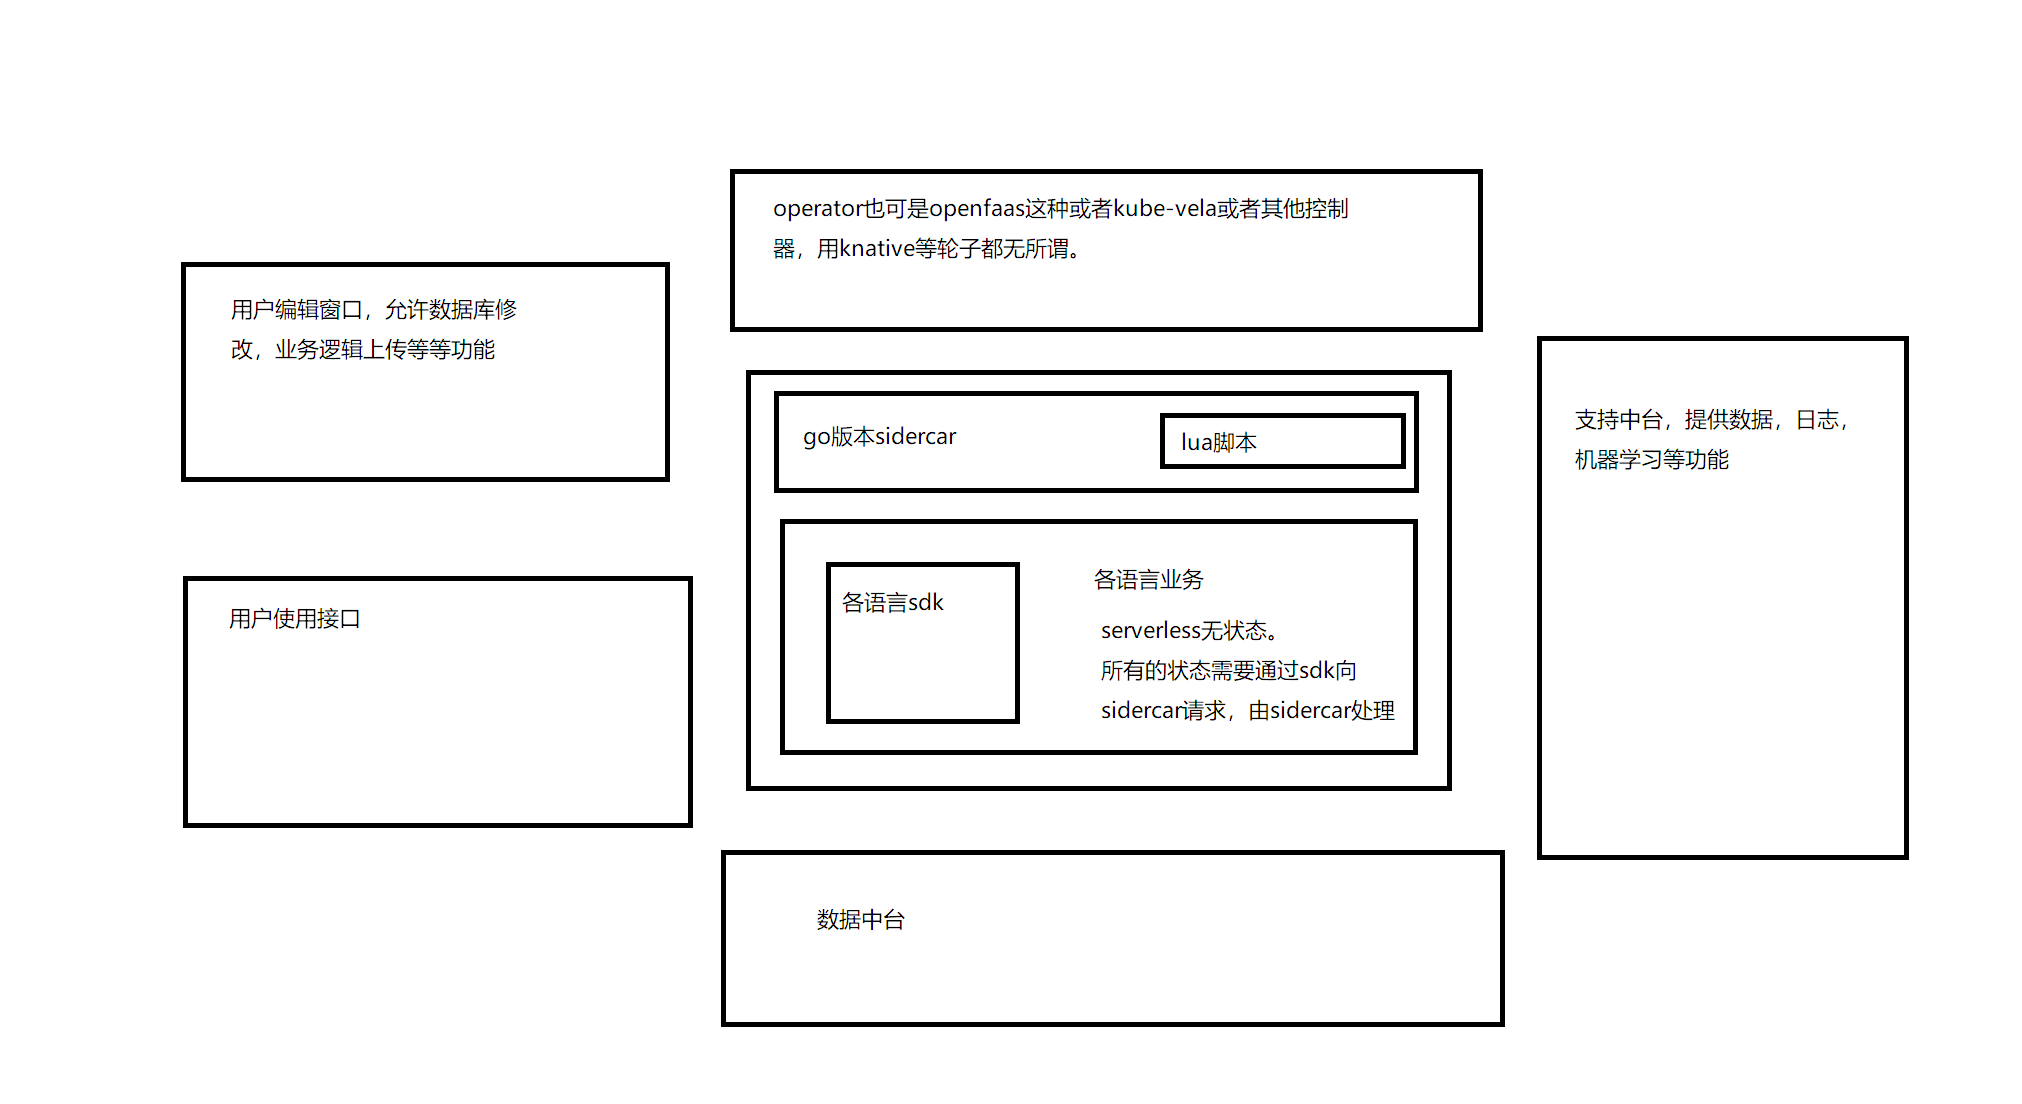 operator也可是openfaas这种或者kube-vela或者其他控制
器，用knative等轮子都无所谓。
用户编辑窗口，允许数据库修
改，业务逻辑上传等等功能
go版本sidercar
lua脚本
支持中台，提供数据，日志，
机器学习等功能
用户使用接口
各语言sdk
各语言业务
serverless无状态。
所有的状态需要通过sdk向
sidercar请求，由sidercar处理
数据中台